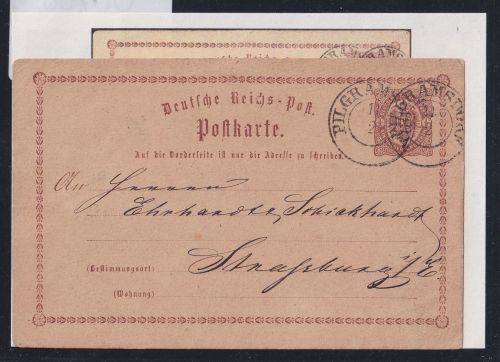 Deutsche Reichs-Post.
Postkarte.
Auf die Vorderseite ist nur die Adresse zu schreiben.
An Herren
Ehrhardt & Schickhardt
Strassburg i/E.
(Bestimmungsort)
(Wohnung)